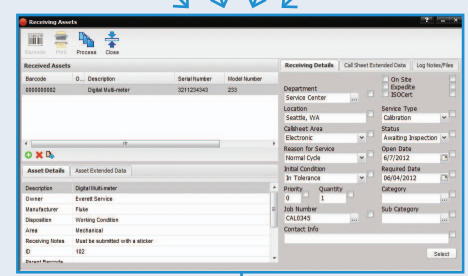 Receiving Assets
Barcode Print Process Close
Received Assets
Barcode O... Description Serial Number Model Number
0000000002 Digital Multi-meter 3211234343 233
Asset Details Asset Extended Data
Description Digital Multi-meter
Owner Everett Service
Manufacturer Fluke
Disposition Working Condition
Area Mechanical
Receiving Notes Must be submitted with a sticker
ID 102
Parent Barcode
Receiving Details Call Sheet Extended Data Log Notes/Files
On Site
Expedite
ISOCert
Department
Service Center ...
Location Service Type
Seattle, WA Calibration
Callsheet Area Status
Electronic Awaiting Inspection
Reason for Service Open Date
Normal Cycle 6/7/2012
Initial Condition Required Date
In Tolerance 06/04/2012
Priority Quantity Category
0 1 ...
Job Number Sub Category
CAL0345 ... ...
Contact Info
Select